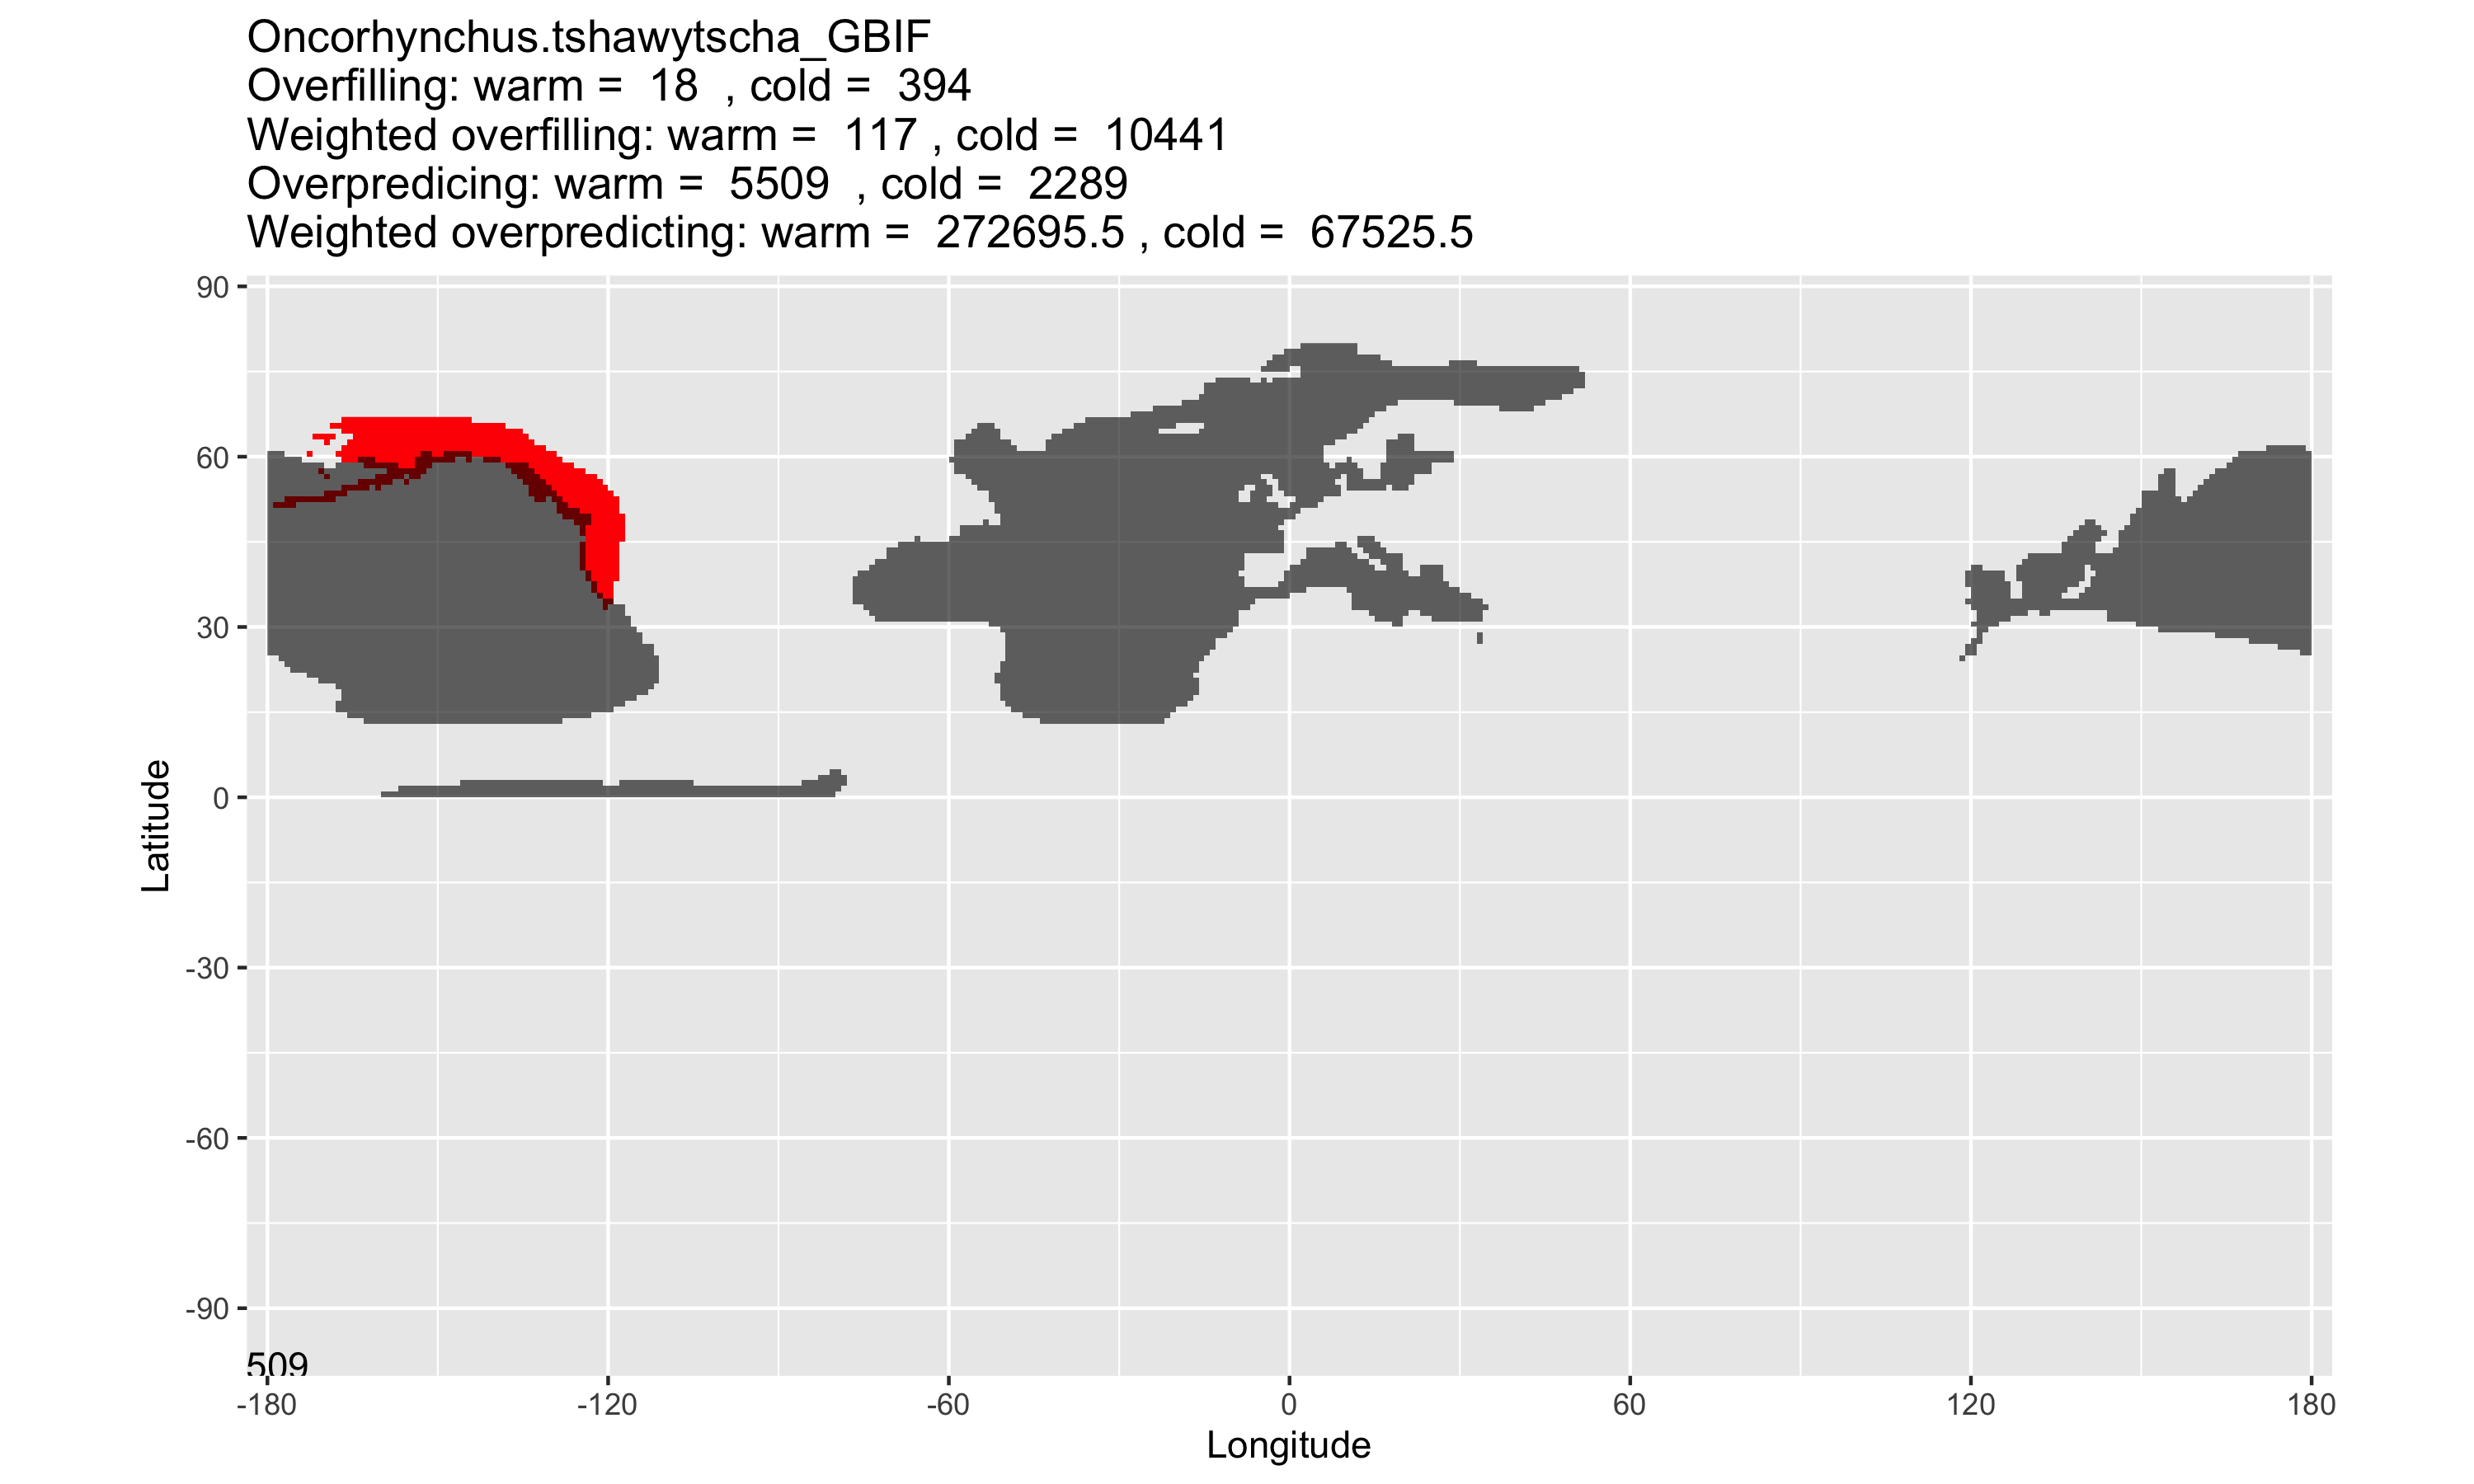 Oncorhynchus.tshawytscha_GBIF
Overfilling: warm =  18  , cold =  394
Weighted overfilling: warm =  117 , cold =  10441
Overpredicing: warm =  5509  , cold =  2289
Weighted overpredicting: warm =  272695.5 , cold =  67525.5
90
60
30
0
-30
-60
-90
Latitude
509
-180 -120 -60 0 60 120 180
Longitude